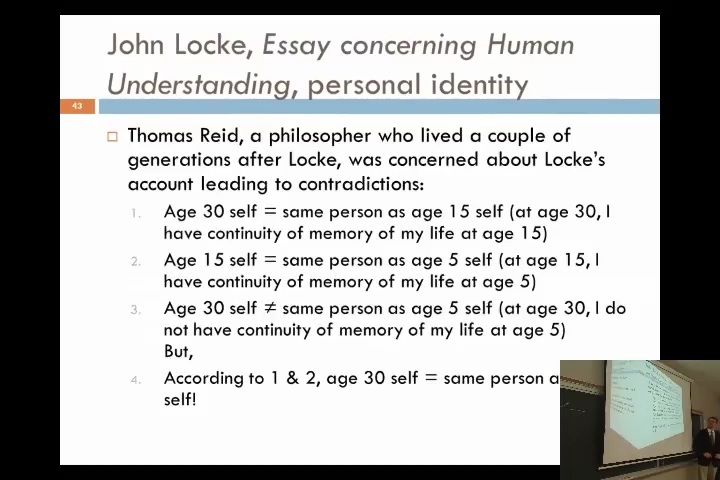 John Locke, Essay concerning Human
Understanding, personal identity
43
Thomas Reid, a philosopher who lived a couple of
generations after Locke, was concerned about Locke's
account leading to contradictions:
1. Age 30 self = same person as age 15 self (at age 30, I
have continuity of memory of my life at age 15)
2. Age 15 self = same person as age 5 self (at age 15, I
have continuity of memory of my life at age 5)
3. Age 30 self ≠ same person as age 5 self (at age 30, I do
not have continuity of memory of my life at age 5)
But,
4. According to 1 & 2, age 30 self = same person a
self!